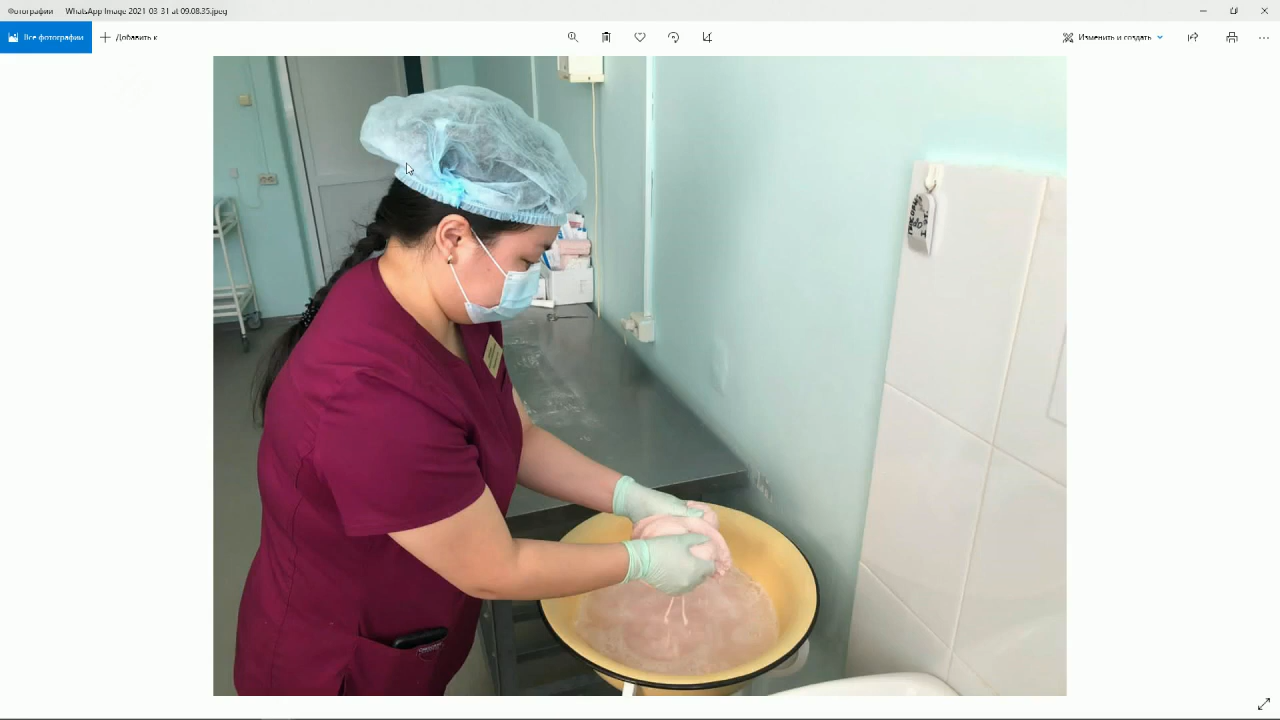 Фотографии - WhatsApp Image 2021-03-31 at 09.08.35.jpeg
Все фотографии
Добавить к
Изменить и создать